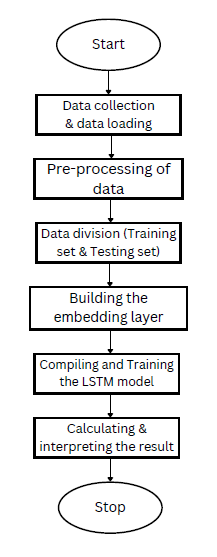 Start
Data collection
& data loading
Pre-processing of
data
Data division (Training
set & Testing set)
Building the
embedding layer
Compiling and Training
the LSTM model
Calculating &
interpreting the result
Stop